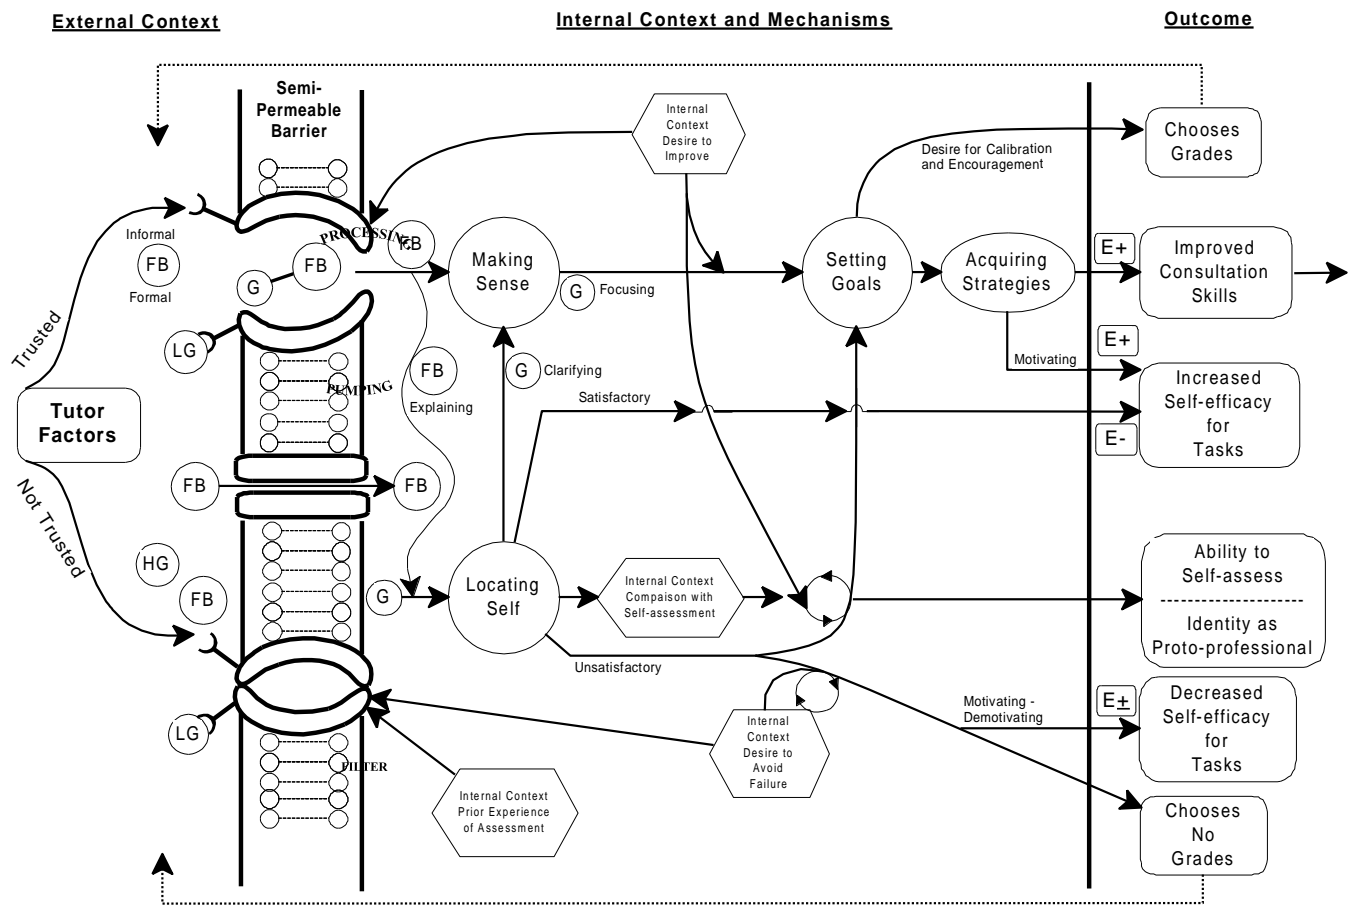 External Context
Internal Context and Mechanisms
Outcome
Semi-
Permeable
Barrier
Internal
Context
Desire to
Improve
Desire for Calibration
and Encouragement
Chooses
Grades
Informal
FB
Formal
G
FB
PROCESSING
FB
Making
Sense
G
Focusing
Setting
Goals
Acquiring
Strategies
E+
Improved
Consultation
Skills
Trusted
LG
PUMPING
FB
Explaining
G
Clarifying
Satisfactory
Motivating
E+
E-
Increased
Self-efficacy
for
Tasks
Tutor
Factors
FB
FB
Not Trusted
HG
FB
G
Locating
Self
Internal Context
Compaison with
Self-assessment
Unsatisfactory
Ability to
Self-assess
Identity as
Proto-professional
LG
FILTER
Internal Context
Prior Experience
of Assessment
Internal
Context
Desire to
Avoid
Failure
Motivating -
Demotivating
E±
Decreased
Self-efficacy
for
Tasks
Chooses
No
Grades